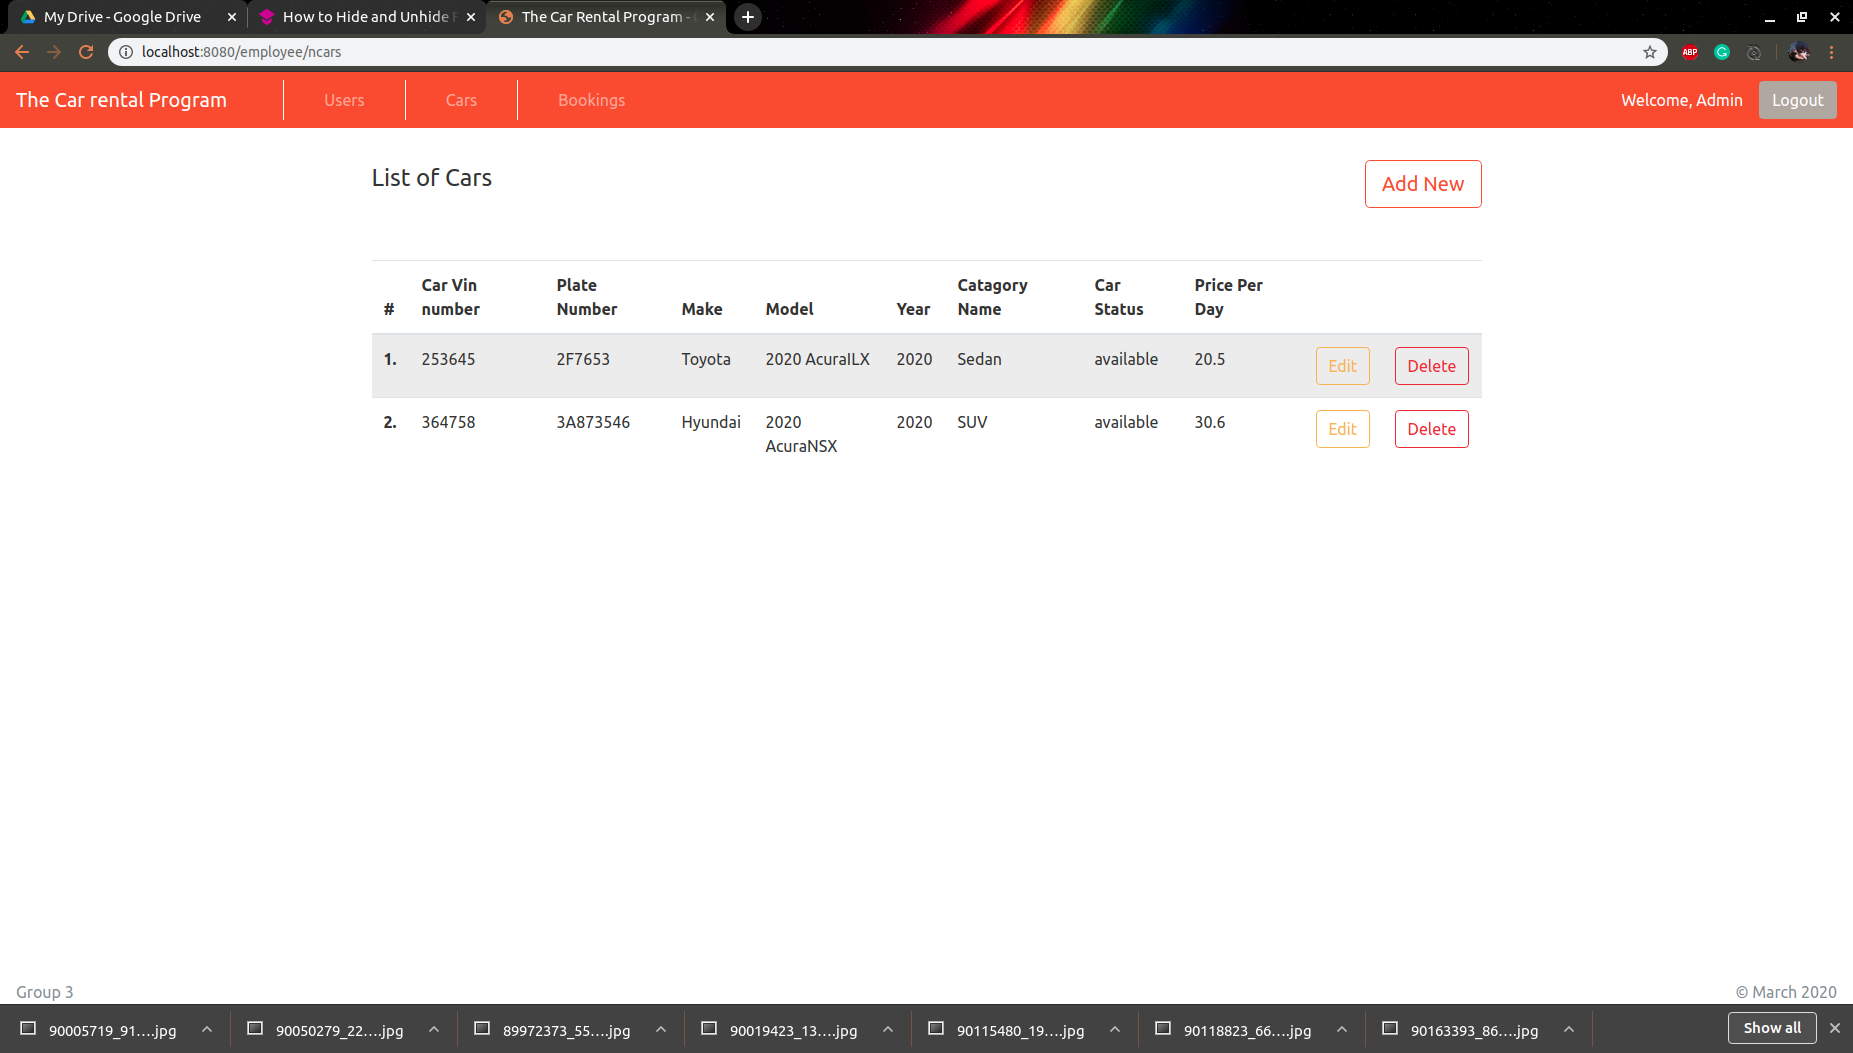 My Drive - Google Drive
How to Hide and Unhide
The Car Rental Program -
localhost:8080/employee/ncars
ABP
The Car rental Program
Users
Cars
Bookings
Welcome, Admin
Logout
List of Cars
Add New
# Car Vin number Plate Number Make Model Year Catagory Name Car Status Price Per Day
1. 253645 2F7653 Toyota 2020 AcuraILX 2020 Sedan available 20.5 Edit Delete
2. 364758 3A873546 Hyundai 2020 AcuraNSX 2020 SUV available 30.6 Edit Delete
Group 3
© March 2020
90005719_91....jpg
90050279_22....jpg
89972373_55....jpg
90019423_13....jpg
90115480_19....jpg
90118823_66....jpg
90163393_86....jpg
Show all